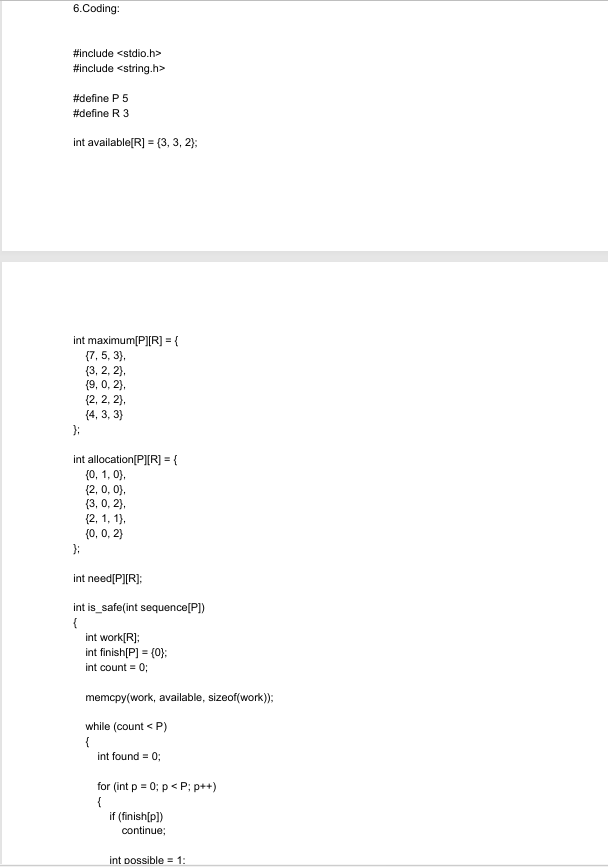 6.Coding:
#include <stdio.h>
#include <string.h>
#define P 5
#define R 3
int available[R] = {3, 3, 2};
int maximum[P][R] = {
{7, 5, 3},
{3, 2, 2},
{9, 0, 2},
{2, 2, 2},
{4, 3, 3}
};
int allocation[P][R] = {
{0, 1, 0},
{2, 0, 0},
{3, 0, 2},
{2, 1, 1},
{0, 0, 2}
};
int need[P][R];
int is_safe(int sequence[P])
{
int work[R];
int finish[P] = {0};
int count = 0;
memcpy(work, available, sizeof(work));
while (count < P)
{
int found = 0;
for (int p = 0; p < P; p++)
{
if (finish[p])
continue;
int possible = 1;